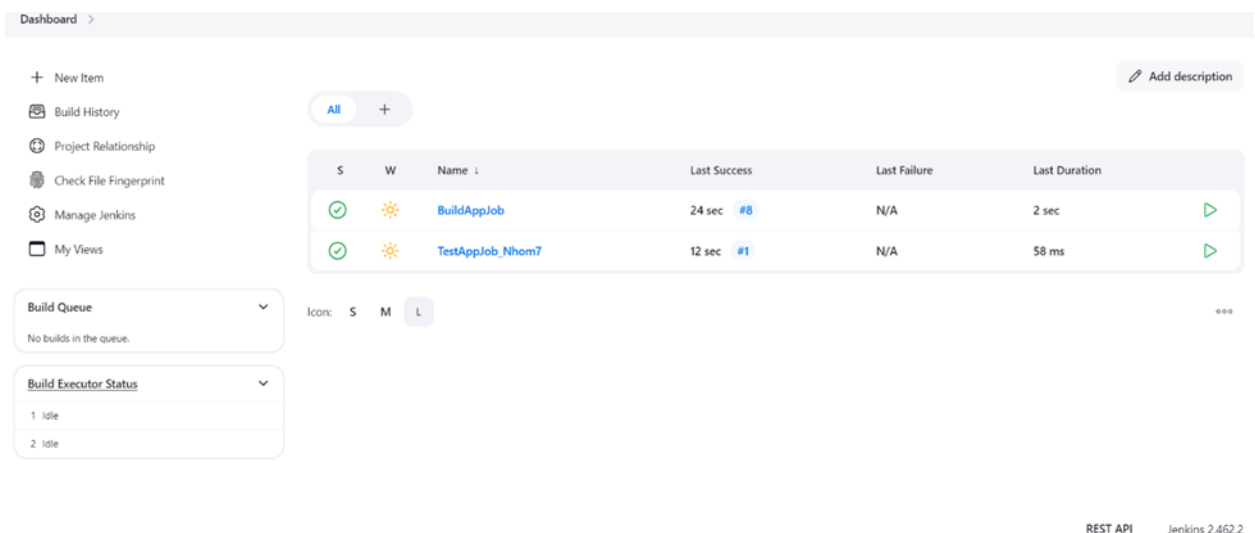 Dashboard >
New Item
Build History
Project Relationship
Check File Fingerprint
Manage Jenkins
My Views
Build Queue
No builds in the queue.
Build Executor Status
1 Idle
2 Idle
Add description
All +
S W Name ↓ Last Success Last Failure Last Duration
BuildAppJob 24 sec #8 N/A 2 sec
TestAppJob_Nhom7 12 sec #1 N/A 58 ms
Icon: S M L
REST API Jenkins 2.462.2